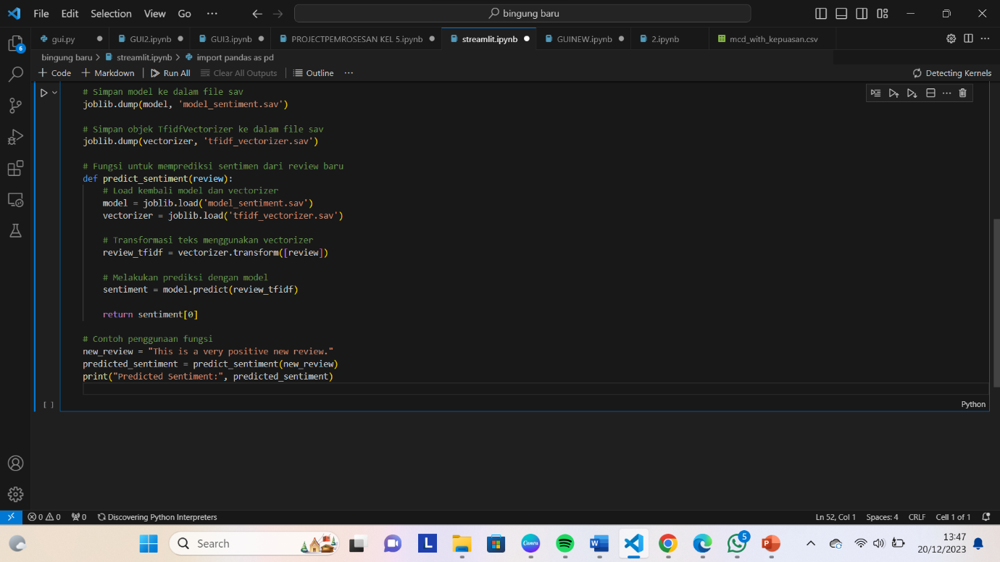 File Edit Selection View Go ···
bingung baru
gui.py
GUI2.ipynb
GUI3.ipynb
PROJECTPEMROSESAN KEL 5.ipynb
streamlit.ipynb
GUINEW.ipynb
2.ipynb
mcd_with_kepuasan.csv
6
bingung baru > streamlit.ipynb > import pandas as pd
+ Code + Markdown Run All Clear All Outputs Outline ···
Detecting Kernels
# Simpan model ke dalam file sav
joblib.dump(model, 'model_sentiment.sav')
# Simpan objek TfidfVectorizer ke dalam file sav
joblib.dump(vectorizer, 'tfidf_vectorizer.sav')
# Fungsi untuk memprediksi sentimen dari review baru
def predict_sentiment(review):
# Load kembali model dan vectorizer
model = joblib.load('model_sentiment.sav')
vectorizer = joblib.load('tfidf_vectorizer.sav')
# Transformasi teks menggunakan vectorizer
review_tfidf = vectorizer.transform([review])
# Melakukan prediksi dengan model
sentiment = model.predict(review_tfidf)
return sentiment[0]
# Contoh penggunaan fungsi
new_review = "This is a very positive new review."
predicted_sentiment = predict_sentiment(new_review)
print("Predicted Sentiment:", predicted_sentiment)
[ ]
Python
0 0 0 Discovering Python Interpreters
Ln 52, Col 1 Spaces: 4 CRLF Cell 1 of 1
Search
L
Canva
W
5
P
13:47
20/12/2023